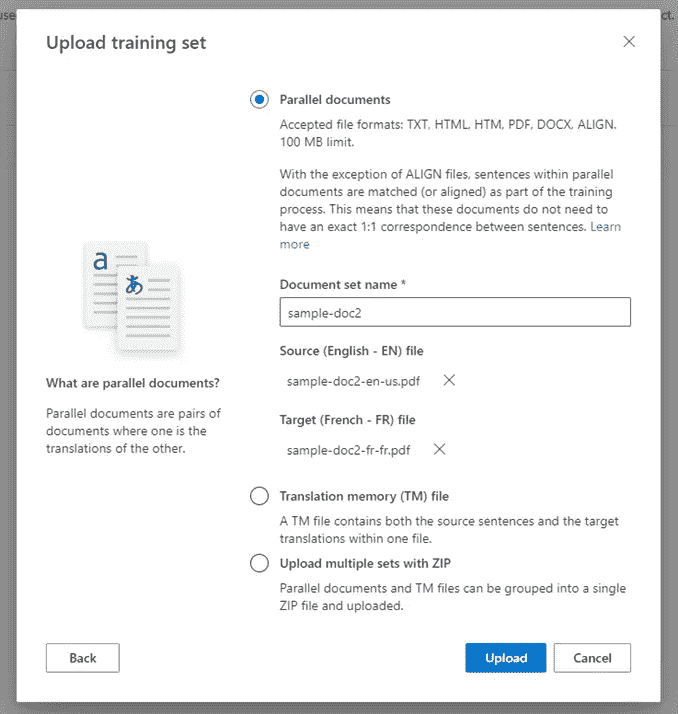 use
ct.
Upload training set
Parallel documents
Accepted file formats: TXT, HTML, HTM, PDF, DOCX, ALIGN.
100 MB limit.
With the exception of ALIGN files, sentences within parallel
documents are matched (or aligned) as part of the training
process. This means that these documents do not need to
have an exact 1:1 correspondence between sentences. Learn
more
a
あ
What are parallel documents?
Parallel documents are pairs of
documents where one is the
translations of the other.
Document set name *
sample-doc2
Source (English - EN) file
sample-doc2-en-us.pdf
Target (French - FR) file
sample-doc2-fr-fr.pdf
Translation memory (TM) file
A TM file contains both the source sentences and the target
translations within one file.
Upload multiple sets with ZIP
Parallel documents and TM files can be grouped into a single
ZIP file and uploaded.
Back
Upload
Cancel